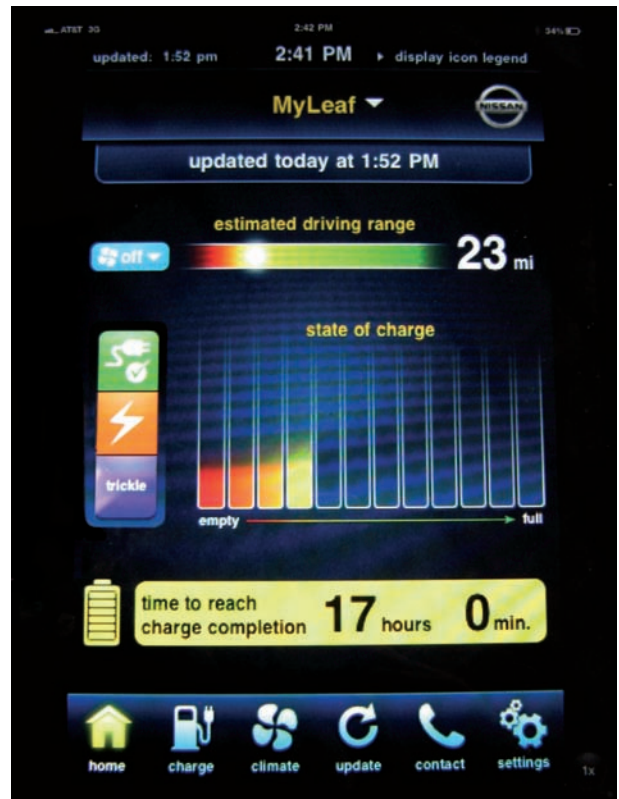 AT&T 3G 2:42 PM 34%
updated: 1:52 pm 2:41 PM display icon legend
MyLeaf
NISSAN
updated today at 1:52 PM
estimated driving range
off 23 mi
state of charge
trickle
empty full
time to reach
charge completion 17 hours 0 min.
home charge climate update contact settings
1x